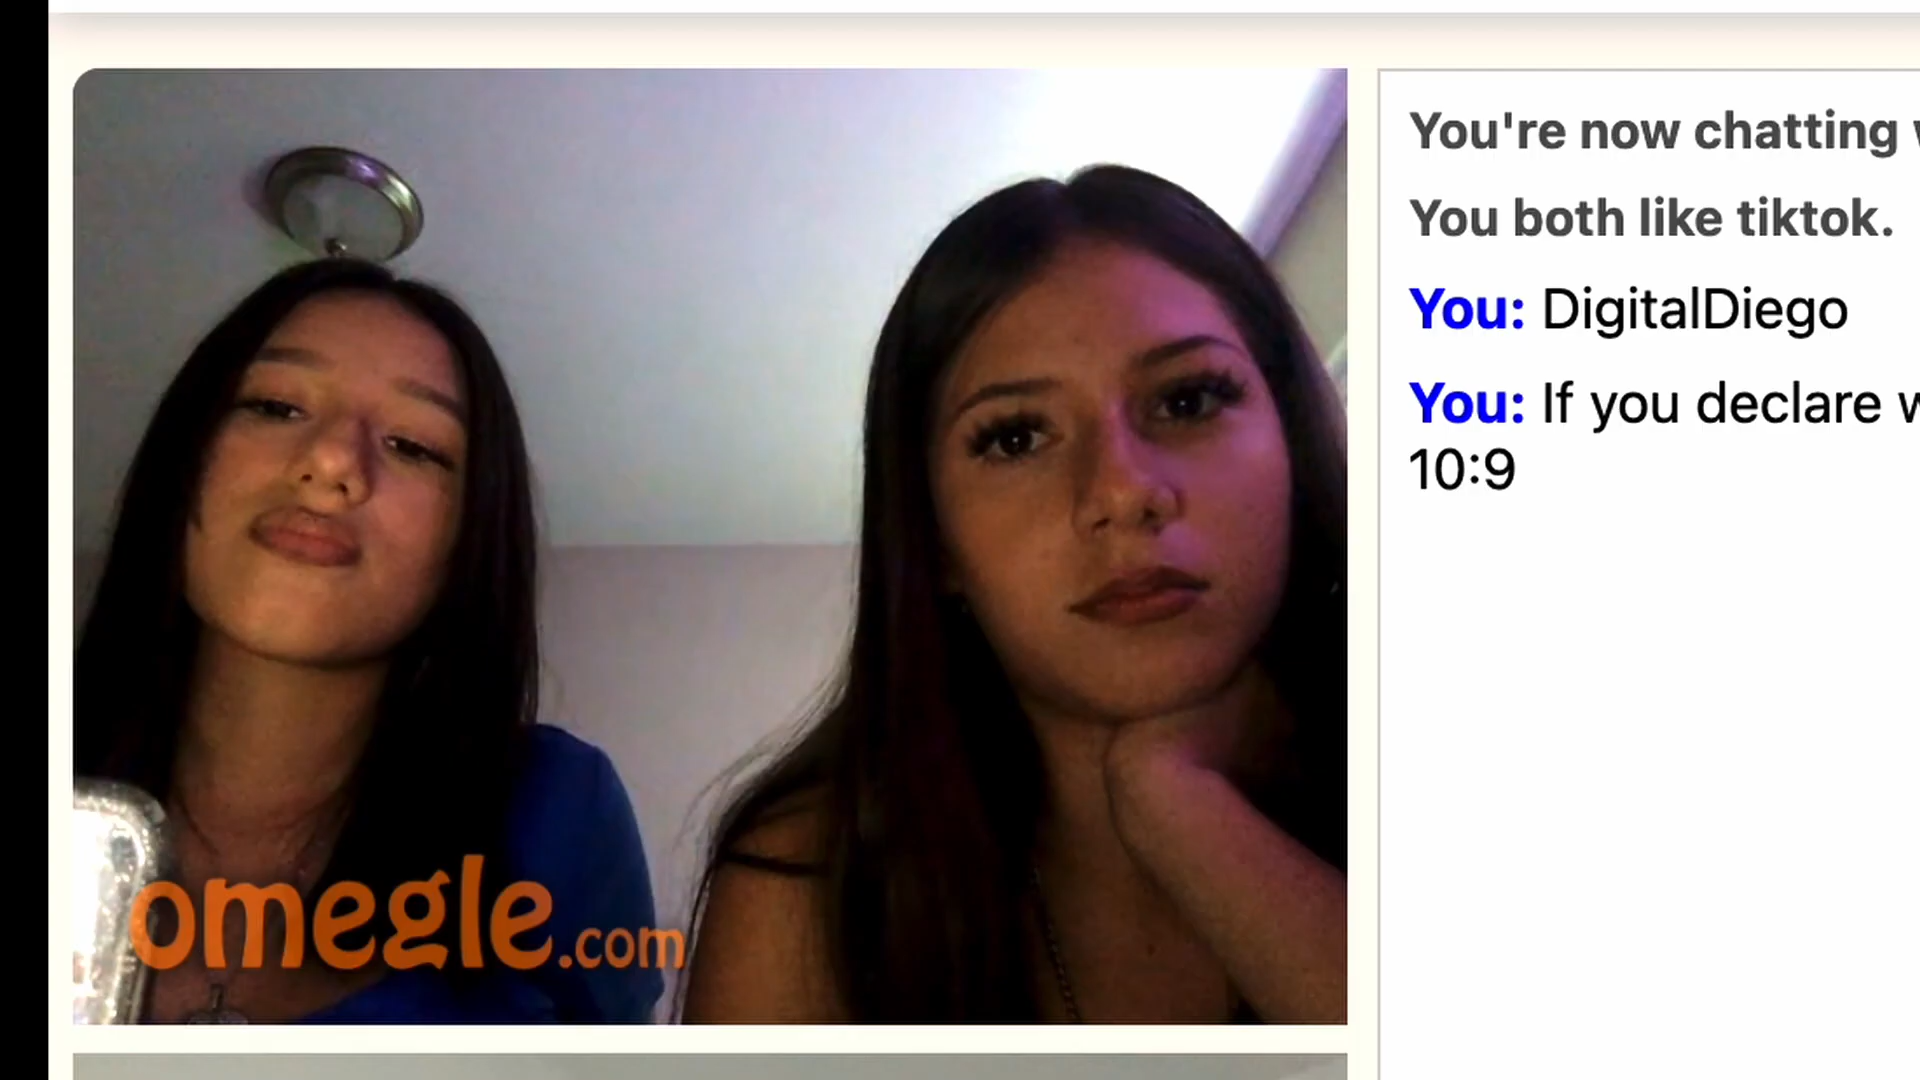 You're now chatting
You both like tiktok.
You: DigitalDiego
You: If you declare
10:9
omegle.com